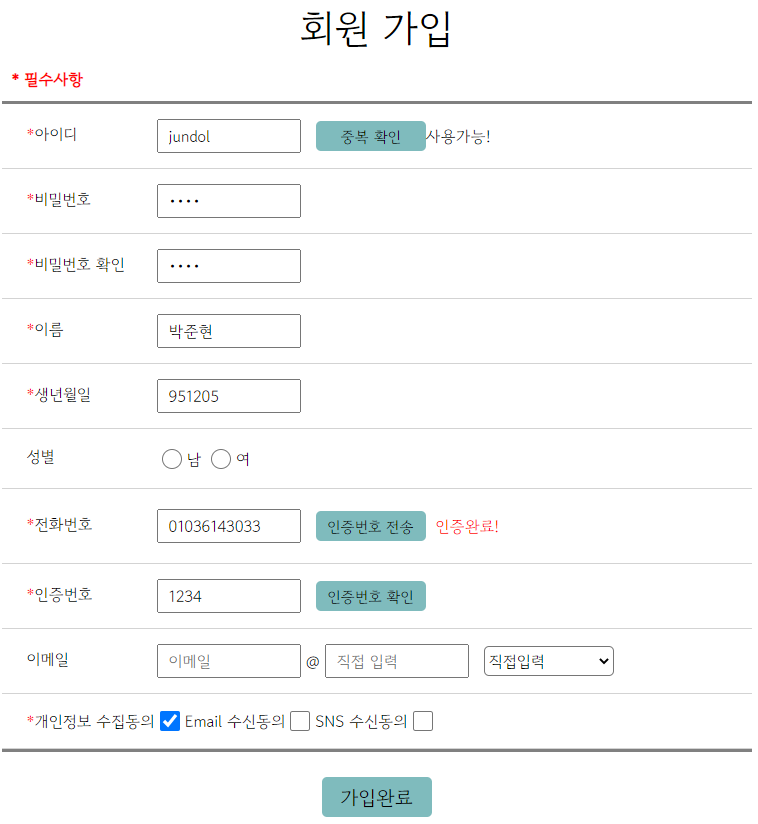 회원 가입
* 필수사항
*아이디 jundol 중복 확인 사용가능!
*비밀번호 ••••
*비밀번호 확인 ••••
*이름 박준현
*생년월일 951205
성별 남 여
*전화번호 01036143033 인증번호 전송 인증완료!
*인증번호 1234 인증번호 확인
이메일 이메일 @ 직접 입력 직접입력
*개인정보 수집동의 Email 수신동의 SNS 수신동의
가입완료